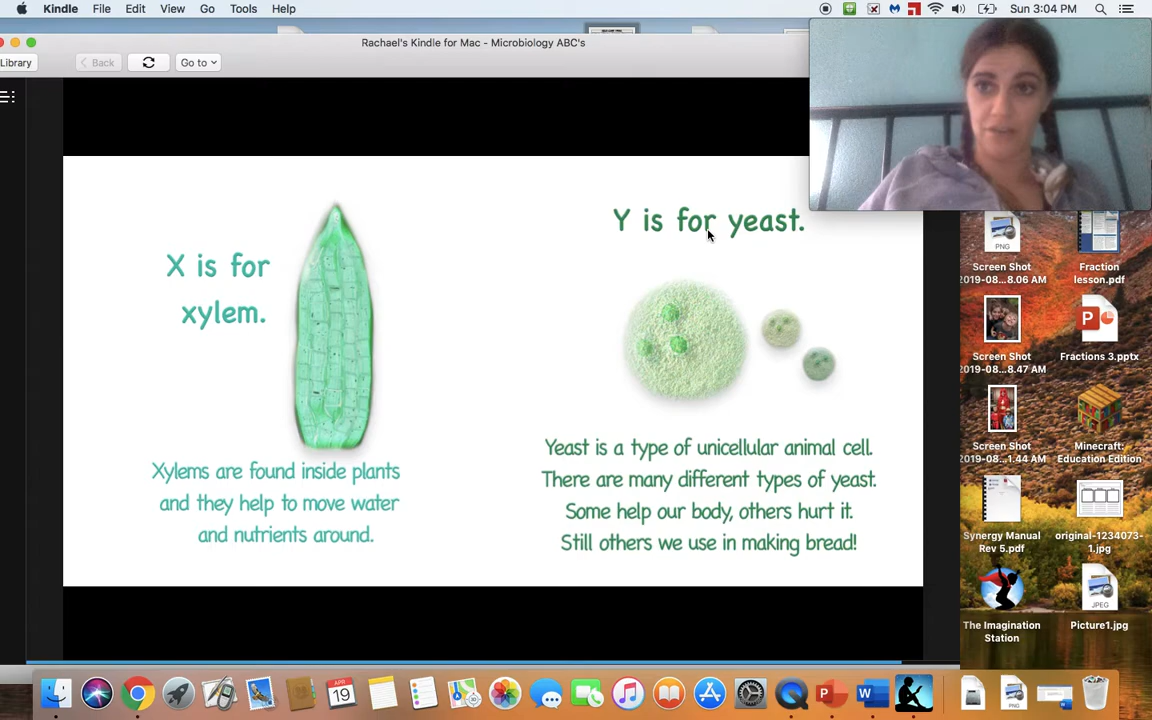 Kindle File Edit View Go Tools Help
Sun 3:04 PM
Rachael's Kindle for Mac - Microbiology ABC's
Library
Back
Go to
X is for
xylem.
Xylems are found inside plants
and they help to move water
and nutrients around.
Y is for yeast.
Yeast is a type of unicellular animal cell.
There are many different types of yeast.
Some help our body, others hurt it.
Still others we use in making bread!
PNG
Screen Shot
2019-08...8.06 AM
Fraction
lesson.pdf
Screen Shot
2019-08...8.47 AM
P
Fractions 3.pptx
Screen Shot
2019-08...1.44 AM
Minecraft:
Education Edition
Synergy Manual
Rev 5.pdf
original-1234073-
1.jpg
The Imagination
Station
JPEG
Picture1.jpg
APR
19
P
W
PNG